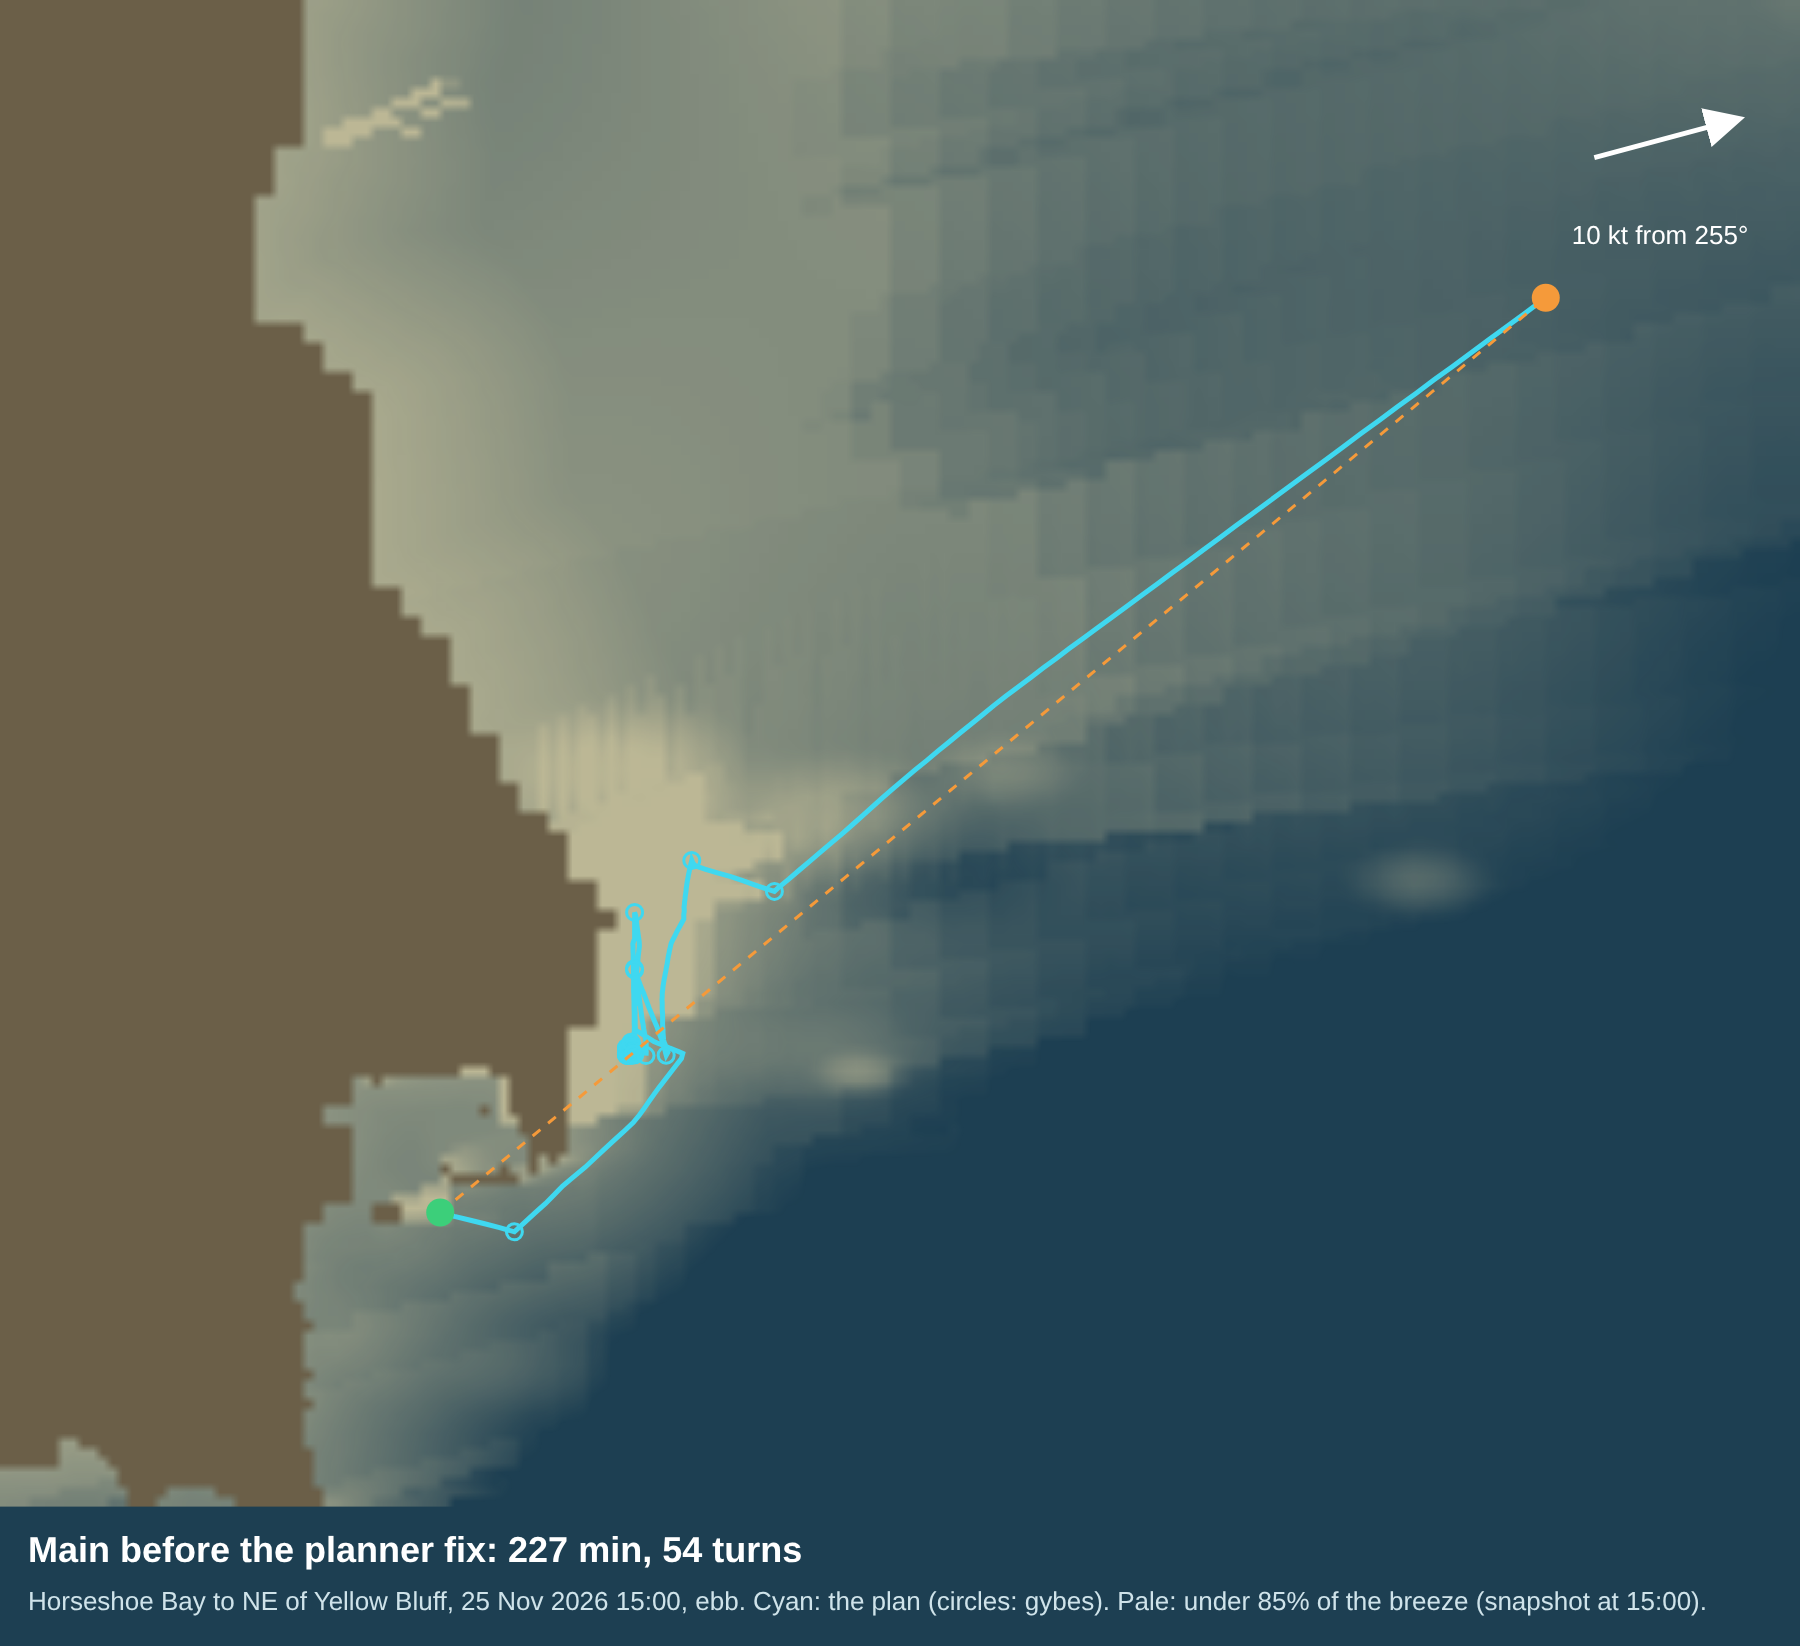 10 kt from 255°
Main before the planner fix: 227 min, 54 turns
Horseshoe Bay to NE of Yellow Bluff, 25 Nov 2026 15:00, ebb. Cyan: the plan (circles: gybes). Pale: under 85% of the breeze (snapshot at 15:00).